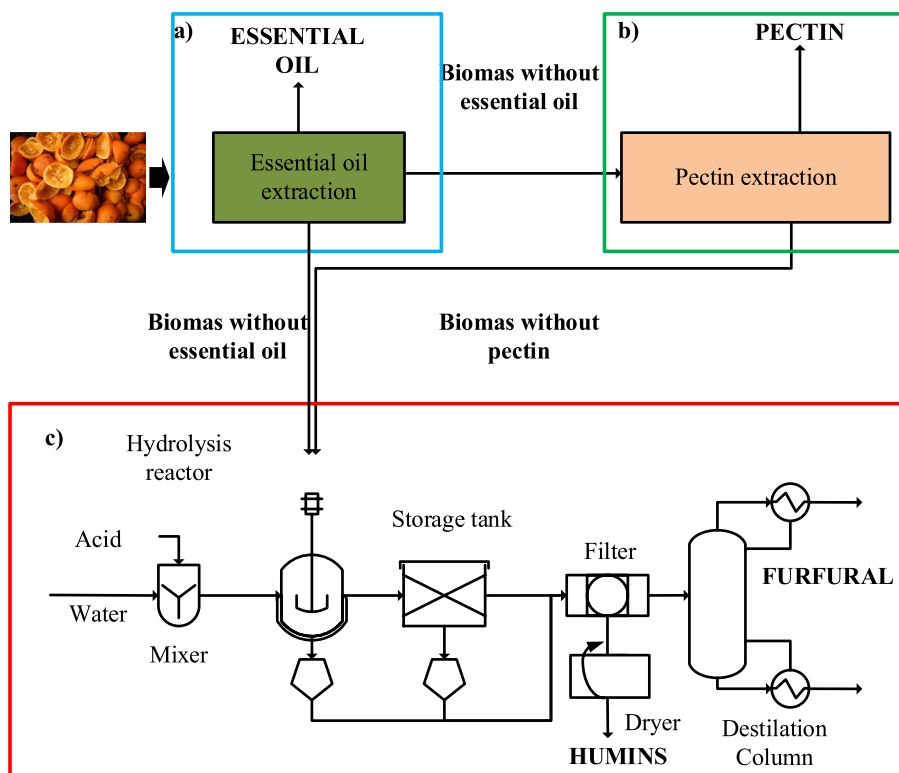 a)
ESSENTIAL
OIL
Essential oil
extraction
Biomas without
essential oil
b)
PECTIN
Pectin extraction
Biomas without
essential oil
Biomas without
pectin
c)
Hydrolysis
reactor
Acid
Water
Mixer
Storage tank
Filter
Dryer
HUMINS
FURFURAL
Destilation
Column